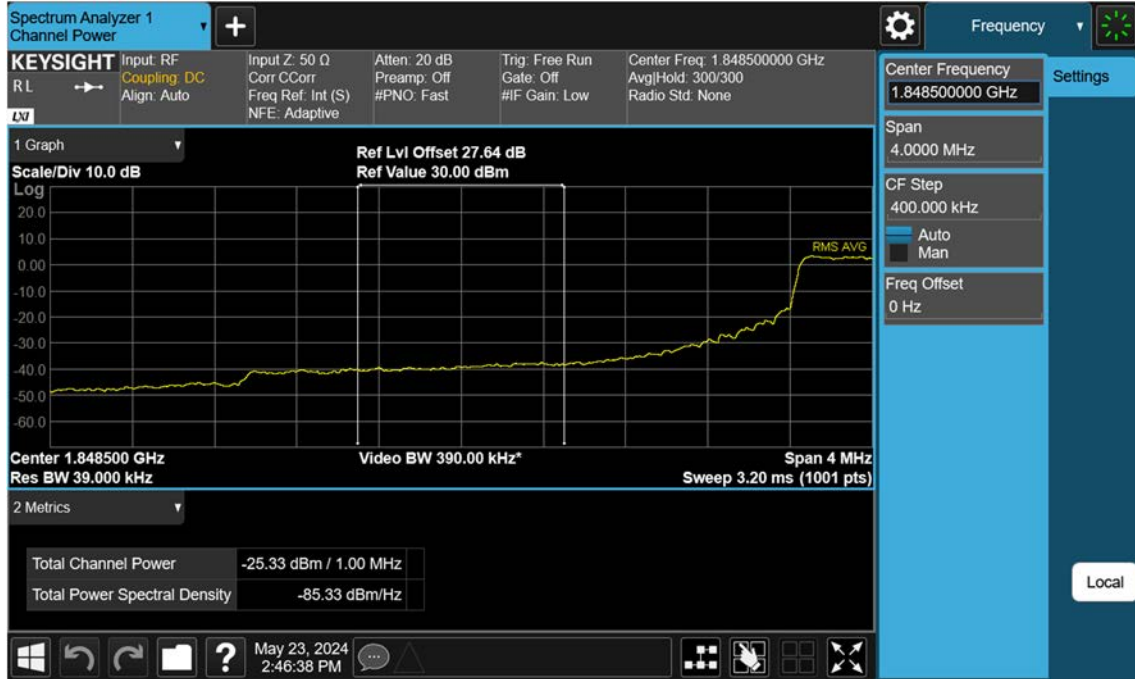 Spectrum Analyzer 1
Channel Power
+
Frequency
KEYSIGHT
R L
LXI
Input: RF
Coupling: DC
Align: Auto
Input Z: 50 Ω
Corr CCorr
Freq Ref: Int (S)
NFE: Adaptive
Atten: 20 dB
Preamp: Off
#PNO: Fast
Trig: Free Run
Gate: Off
#IF Gain: Low
Center Freq: 1.848500000 GHz
Avg|Hold: 300/300
Radio Std: None
Center Frequency
1.848500000 GHz
Settings
Span
4.0000 MHz
CF Step
400.000 kHz
Auto
Man
Freq Offset
0 Hz
Local
1 Graph
Scale/Div 10.0 dB
Ref Lvl Offset 27.64 dB
Ref Value 30.00 dBm
Log
20.0
10.0
0.00
-10.0
-20.0
-30.0
-40.0
-50.0
-60.0
RMS AVG
Center 1.848500 GHz
Res BW 39.000 kHz
Video BW 390.00 kHz*
Span 4 MHz
Sweep 3.20 ms (1001 pts)
2 Metrics
Total Channel Power -25.33 dBm / 1.00 MHz
Total Power Spectral Density -85.33 dBm/Hz
?
May 23, 2024
2:46:38 PM